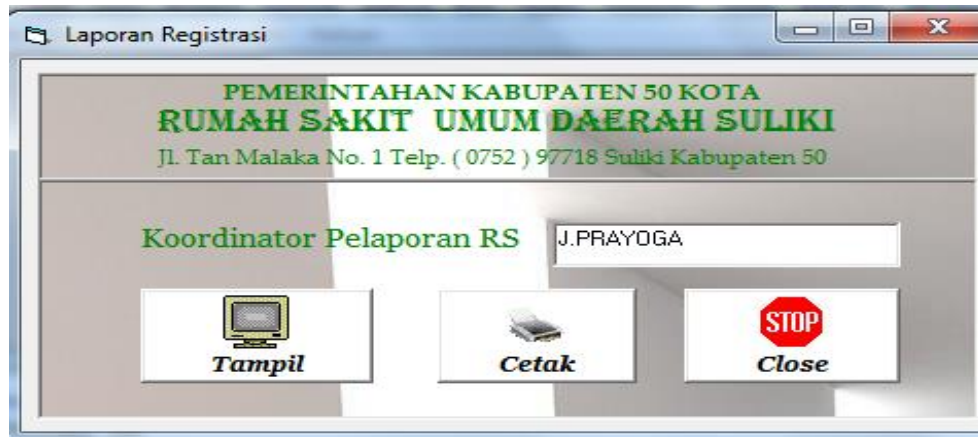 Laporan Registrasi
PEMERINTAHAN KABUPATEN 50 KOTA
RUMAH SAKIT UMUM DAERAH SULIKI
Jl. Tan Malaka No. 1 Telp. ( 0752 ) 97718 Suliki Kabupaten 50
Koordinator Pelaporan RS J.PRAYOGA
STOP
Tampil Cetak Close